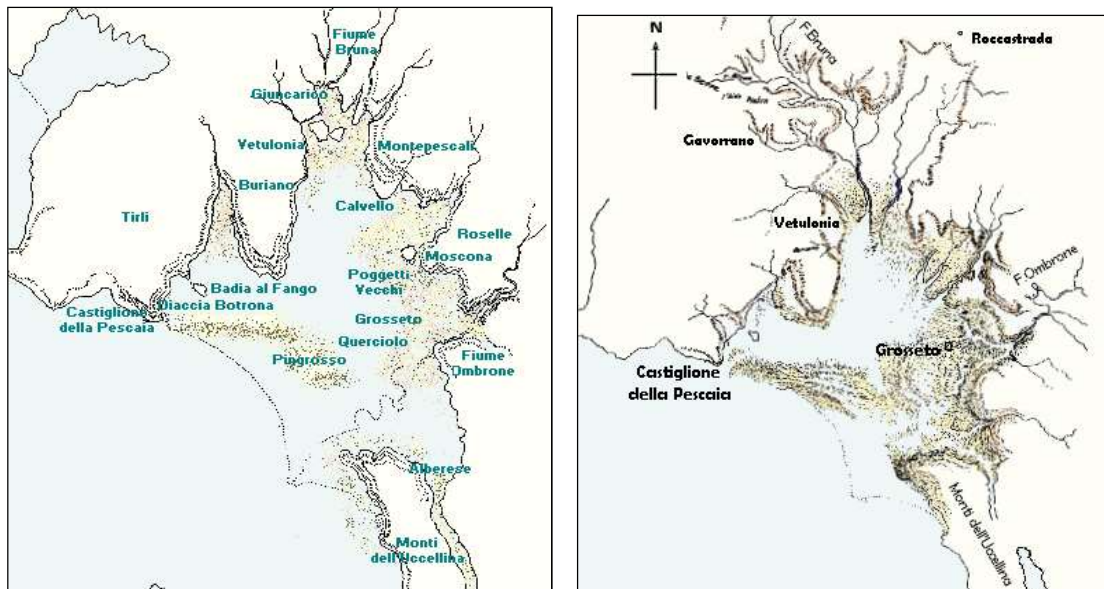 Fiume
Bruna
Giuncarico
Vetulonia
Montepescali
Buriano
Calvello
Tirli
Roselle
Moscona
Poggetti
Vecchi
Badia al Fango
Diaccia Botrona
Castiglione
della Pescaia
Grosseto
Querciolo
Pingrosso
Fiume
Ombrone
Alberese
Monti
dell'Uccellina
N
F.Bruna
Roccastrada
Gavorrano
Vetulonia
F.Ombrone
Grosseto
Castiglione
della Pescaia
Monti dell'Uccellina